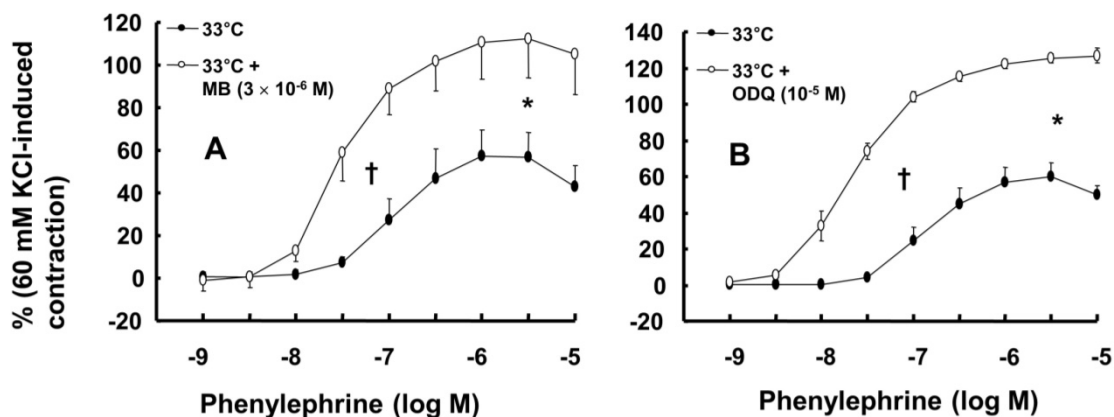 % (60 mM KCl-induced
contraction)
120
100
80
60
40
20
0
-20
33°C
33°C +
MB (3 × 10⁻⁶ M)
A
†
*
-9 -8 -7 -6 -5
Phenylephrine (log M)
140
120
100
80
60
40
20
0
-20
33°C
33°C +
ODQ (10⁻⁵ M)
B
†
*
-9 -8 -7 -6 -5
Phenylephrine (log M)